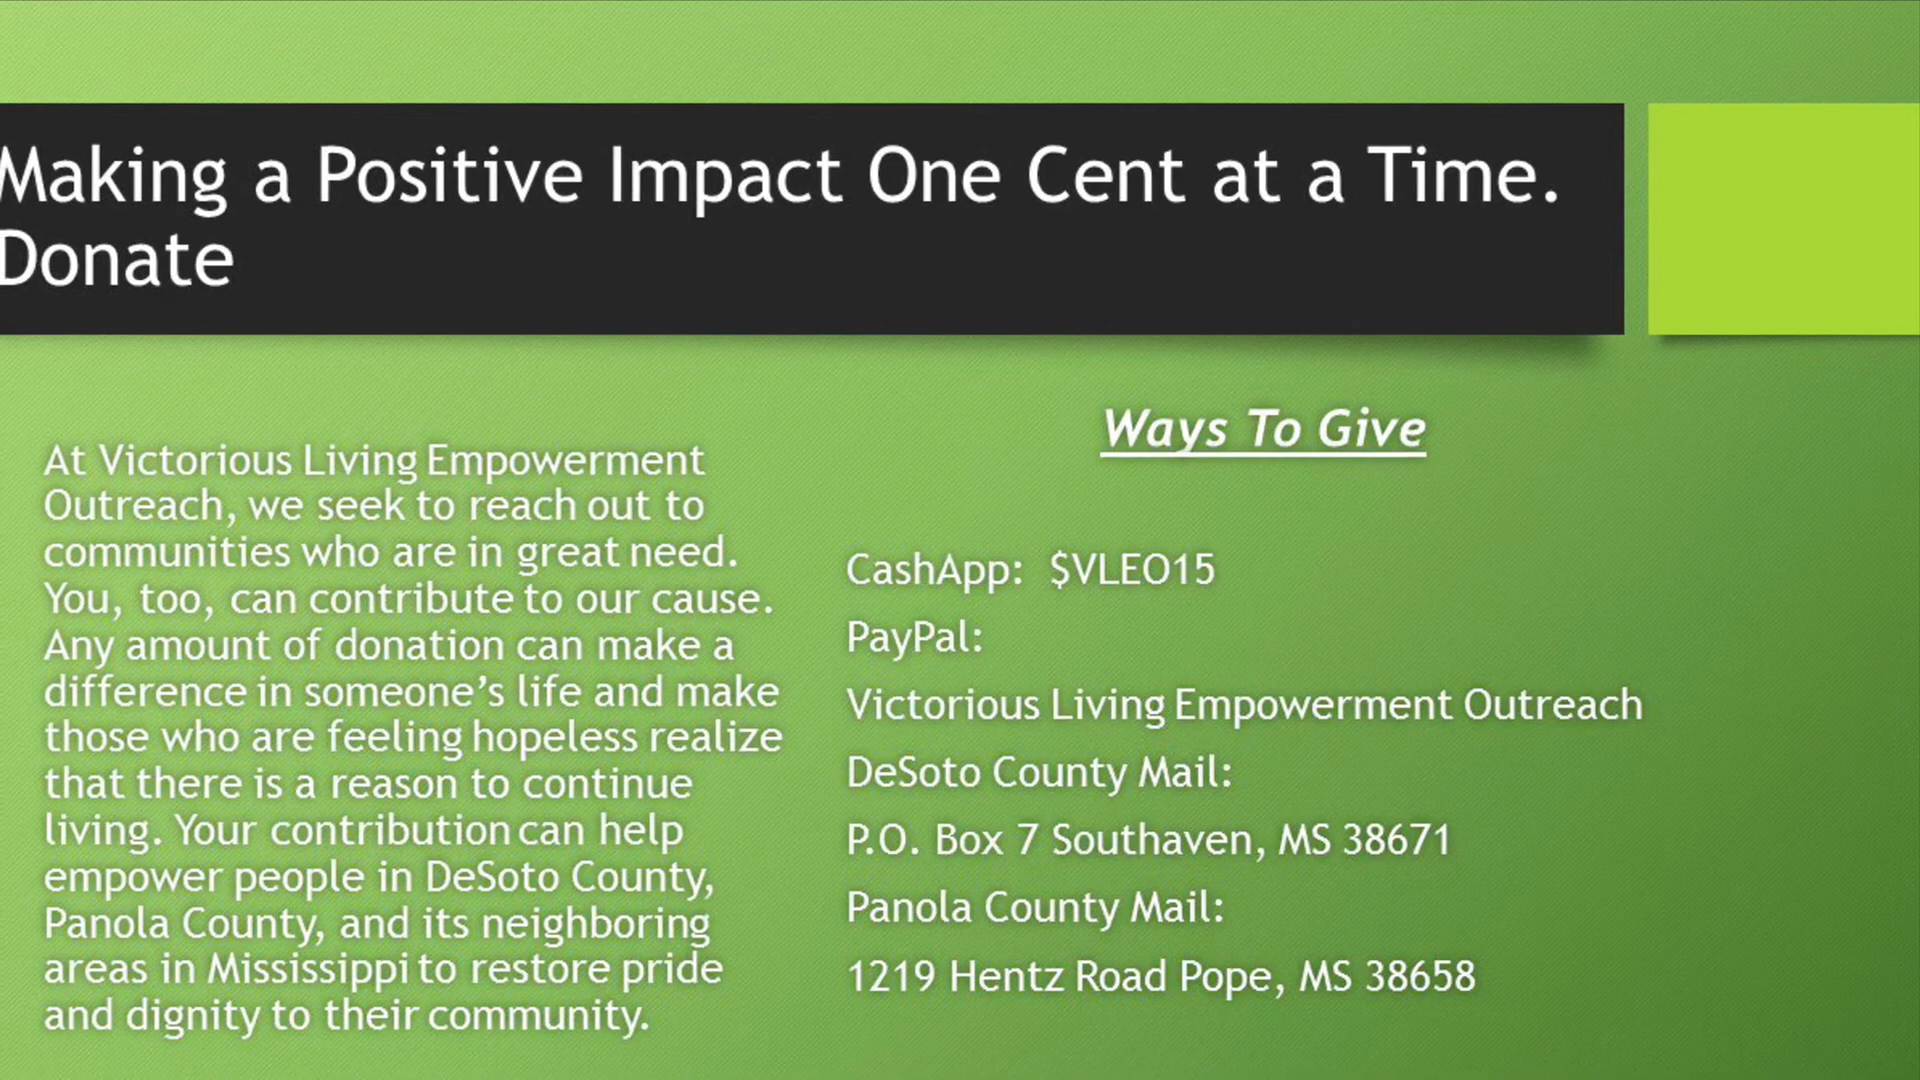 Making a Positive Impact One Cent at a Time.
Donate
At Victorious Living Empowerment
Outreach, we seek to reach out to
communities who are in great need.
You, too, can contribute to our cause.
Any amount of donation can make a
difference in someone’s life and make
those who are feeling hopeless realize
that there is a reason to continue
living. Your contribution can help
empower people in DeSoto County,
Panola County, and its neighboring
areas in Mississippi to restore pride
and dignity to their community.
Ways To Give
CashApp: $VLEO15
PayPal:
Victorious Living Empowerment Outreach
DeSoto County Mail:
P.O. Box 7 Southaven, MS 38671
Panola County Mail:
1219 Hentz Road Pope, MS 38658